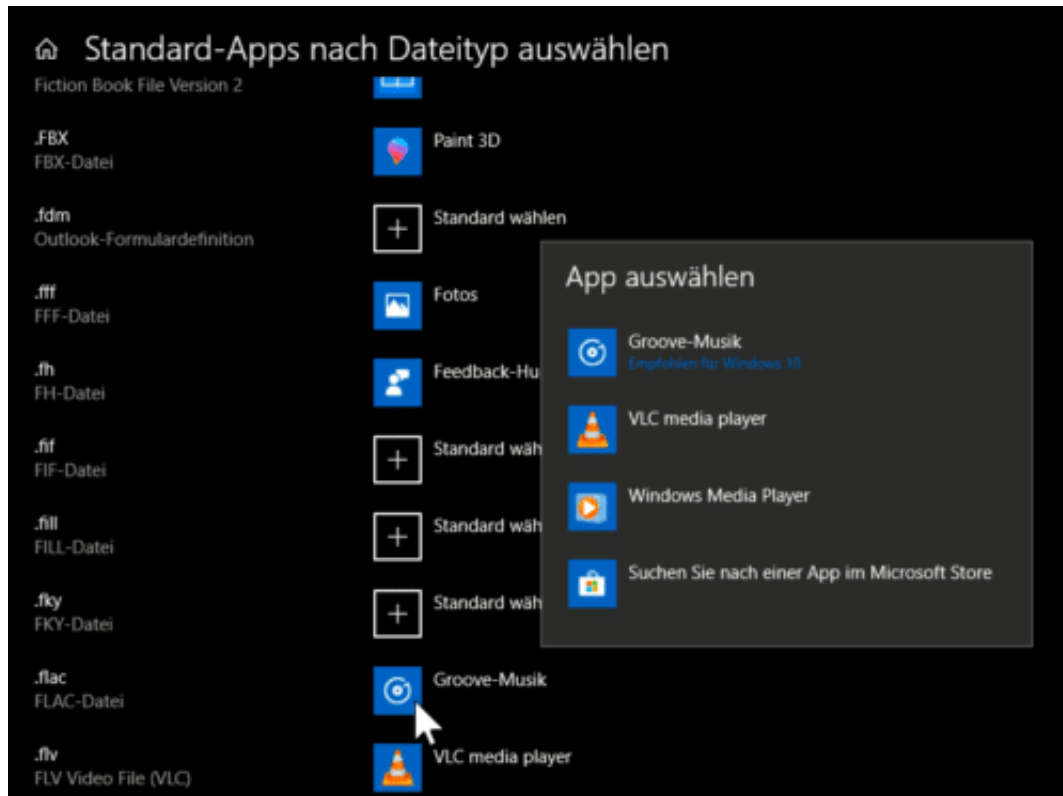 Standard-Apps nach Dateityp auswählen
Fiction Book File Version 2
.FBX
FBX-Datei
Paint 3D
.fdm
Outlook-Formulardefinition
Standard wählen
.fff
FFF-Datei
Fotos
.fh
FH-Datei
Feedback-Hu
.fif
FIF-Datei
Standard wäh
.fill
FILL-Datei
Standard wäh
.fky
FKY-Datei
Standard wäh
.flac
FLAC-Datei
Groove-Musik
.flv
FLV Video File (VLC)
VLC media player
App auswählen
Groove-Musik
Empfohlen für Windows 10
VLC media player
Windows Media Player
Suchen Sie nach einer App im Microsoft Store